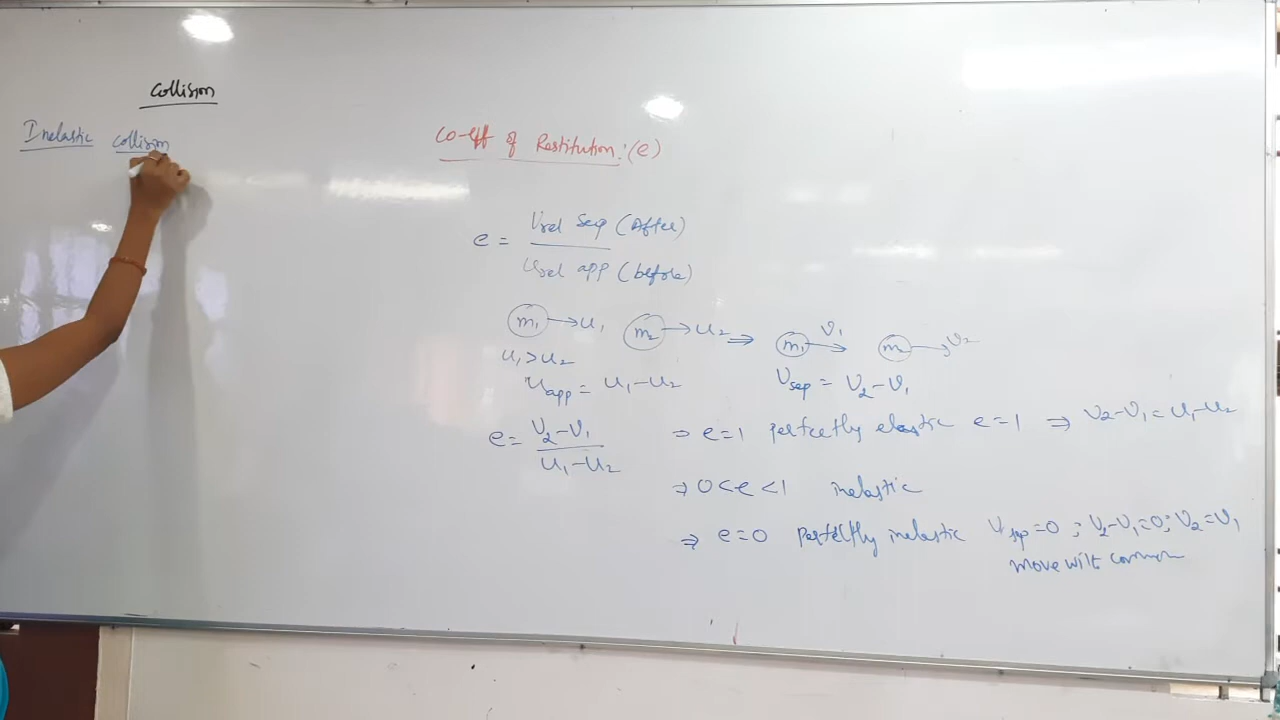 Collision
Inelastic collision
Co-eff of Restitution: (e)
e = Vrel sep (After)
Urel app (before)
m1 → u1 m2 → u2 ⇒ m1 → v1 m2 → v2
u1 > u2
Uapp = u1 - u2 Vsep = v2 - v1
e = v2 - v1 / u1 - u2
⇒ e = 1 perfectly elastic e = 1 ⇒ v2 - v1 = u1 - u2
⇒ 0 < e < 1 inelastic
⇒ e = 0 perfectly inelastic Vsep = 0 ; v2 - v1 = 0 ; v2 = v1
move with common